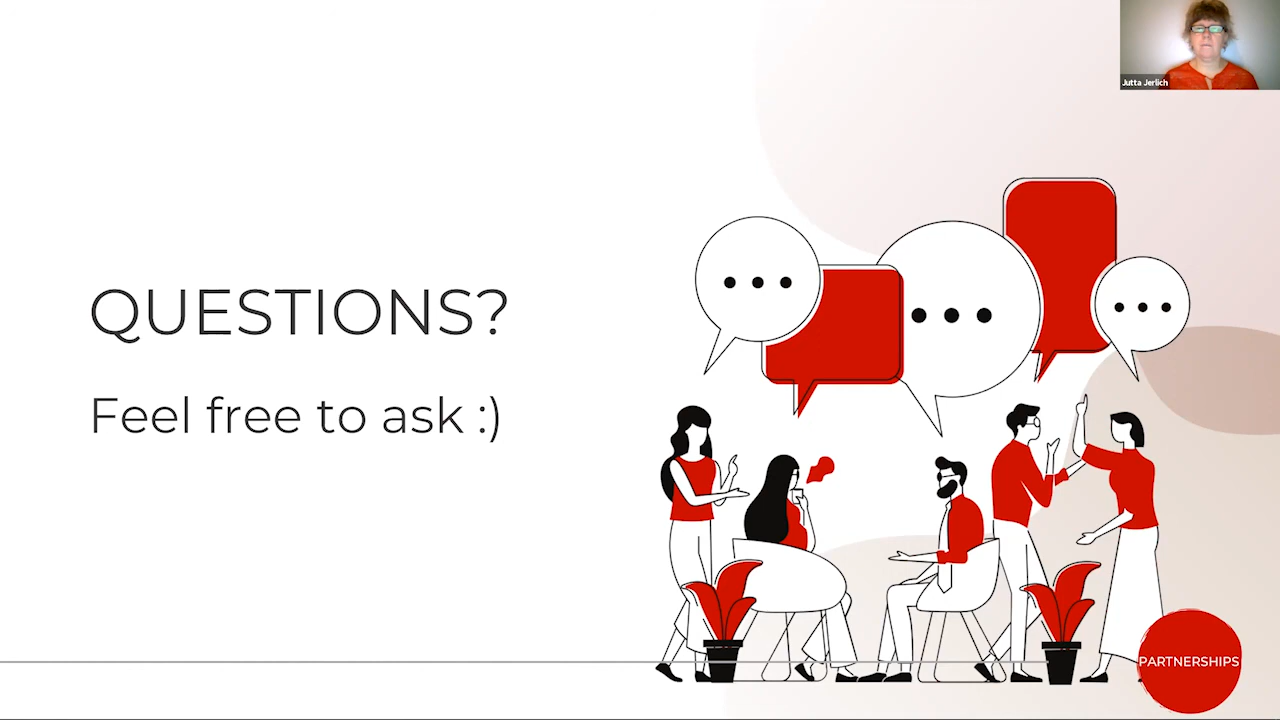 Jutta Jerlich
QUESTIONS?
Feel free to ask :)
PARTNERSHIPS